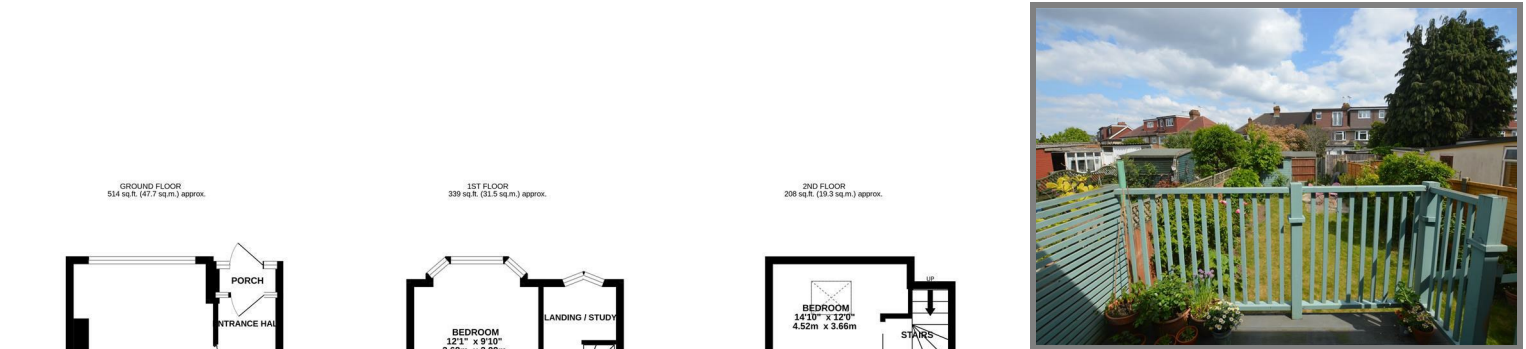 GROUND FLOOR
514 sq.ft. (47.7 sq.m.) approx.
1ST FLOOR
339 sq.ft. (31.5 sq.m.) approx.
2ND FLOOR
208 sq.ft. (19.3 sq.m.) approx.
PORCH
ENTRANCE HAL
BEDROOM
12'1" x 9'10"
LANDING / STUDY
UP
BEDROOM
14'10" x 12'0"
4.52m x 3.66m
STAIRS